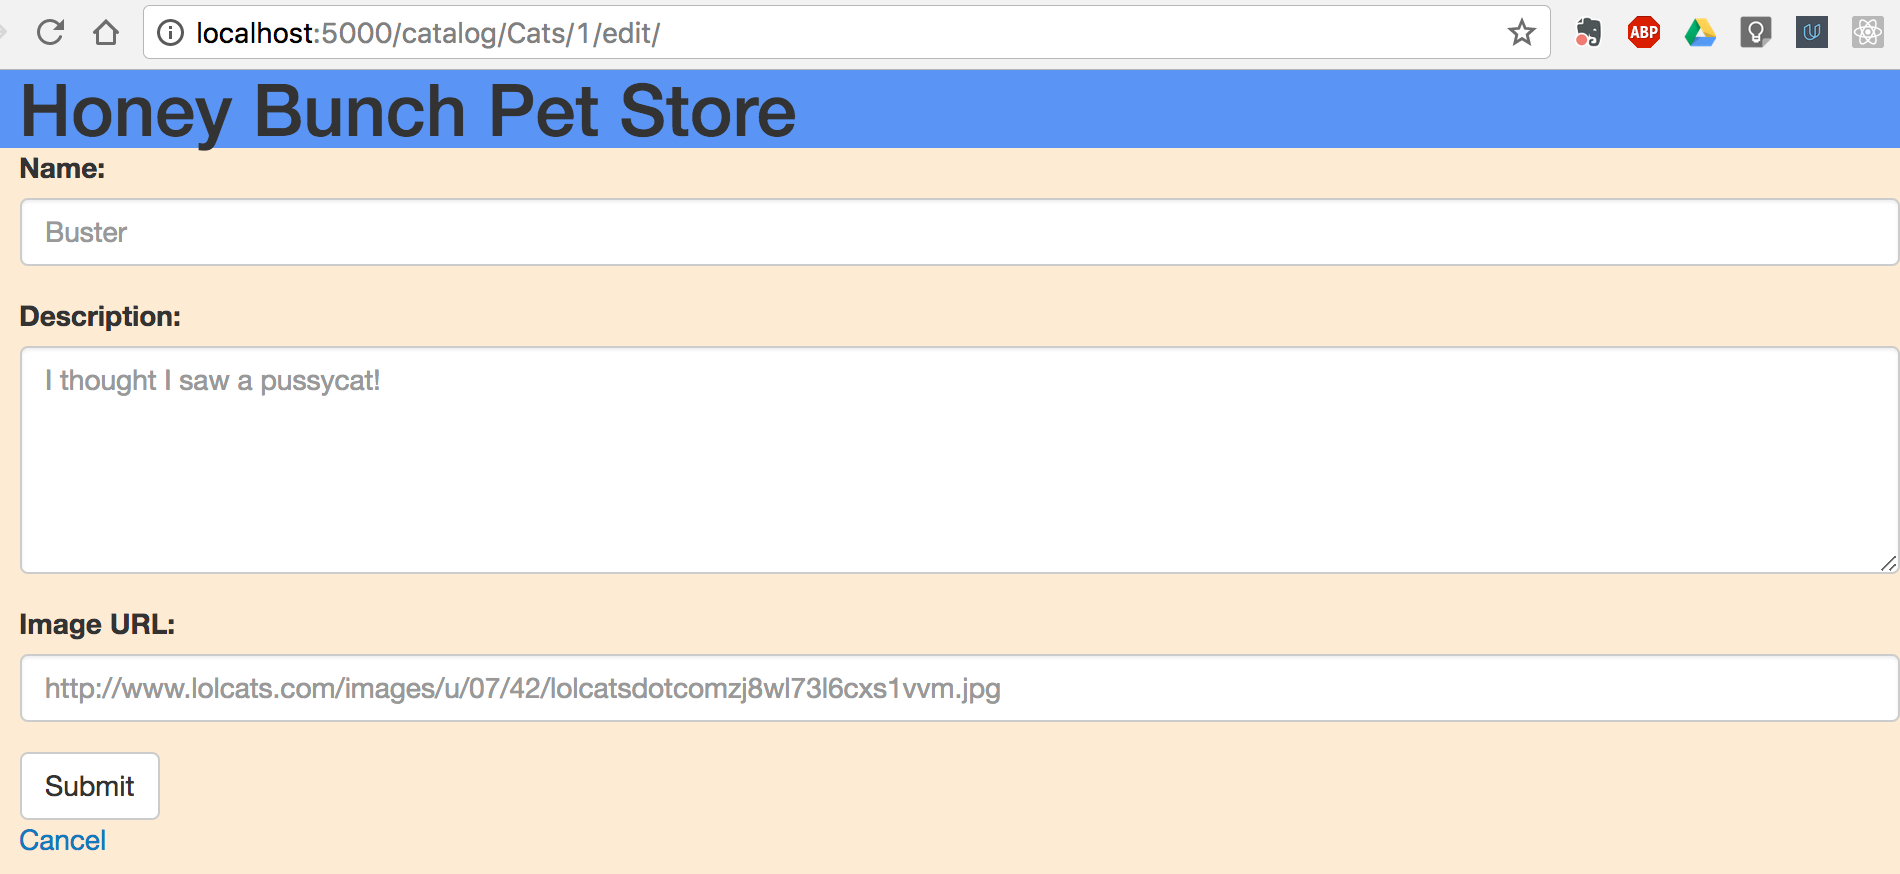 localhost:5000/catalog/Cats/1/edit/
ABP
Honey Bunch Pet Store
Name:
Buster
Description:
I thought I saw a pussycat!
Image URL:
http://www.lolcats.com/images/u/07/42/lolcatsdotcomzj8wl73l6cxs1vvm.jpg
Submit
Cancel